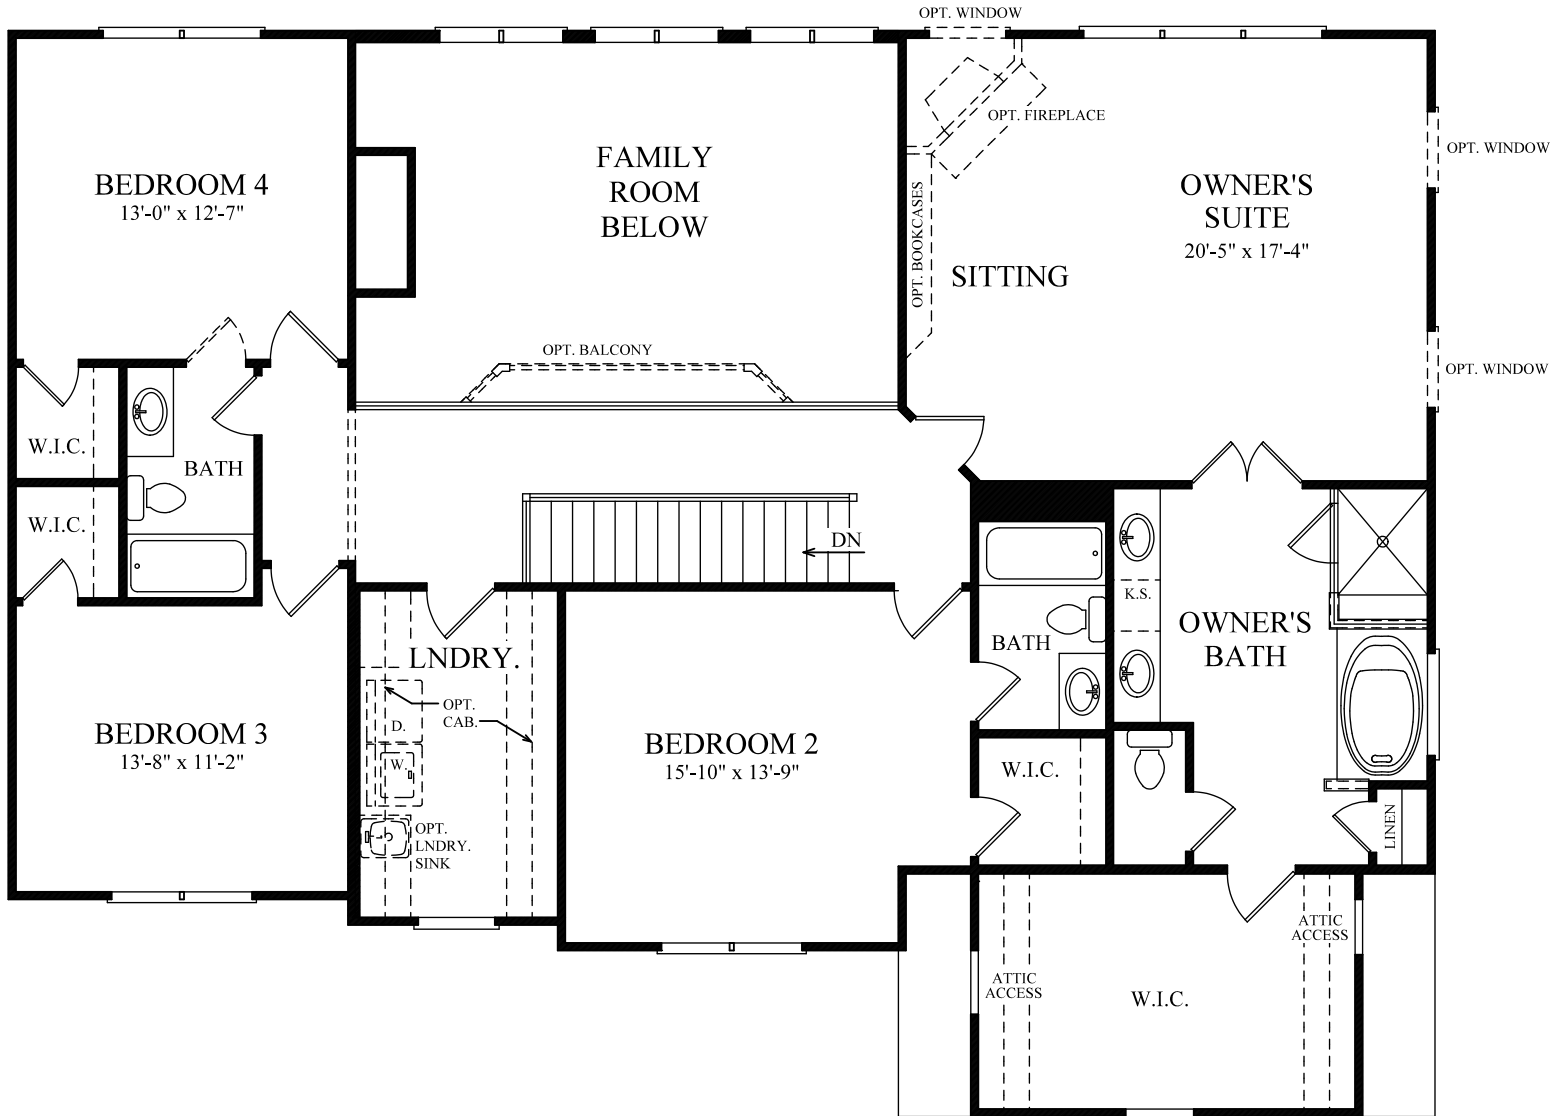 OPT. WINDOW
OPT. FIREPLACE
OPT. WINDOW
FAMILY
ROOM
BELOW
BEDROOM 4
13'-0" x 12'-7"
OWNER'S
SUITE
20'-5" x 17'-4"
OPT. BOOKCASES
SITTING
OPT. BALCONY
OPT. WINDOW
W.I.C.
BATH
W.I.C.
DN
K.S.
OWNER'S
BATH
BATH
LNDRY.
OPT.
CAB.
D.
BEDROOM 3
13'-8" x 11'-2"
BEDROOM 2
15'-10" x 13'-9"
W.
W.I.C.
OPT.
LNDRY.
SINK
LINEN
ATTIC
ACCESS
ATTIC
ACCESS
W.I.C.